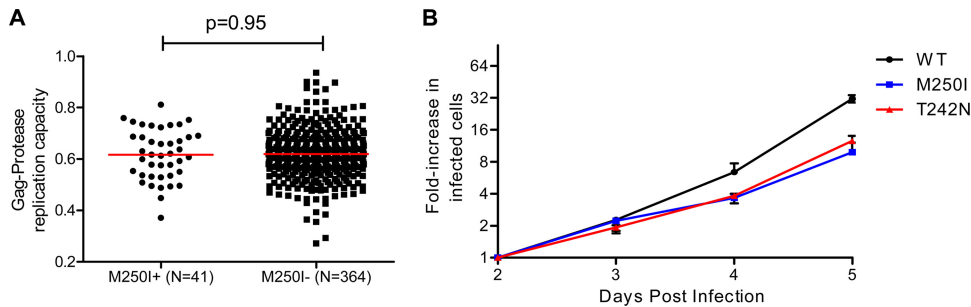 A
p=0.95
Gag-Protease
replication capacity
1.0
0.8
0.6
0.4
0.2
M250I+ (N=41)
M250I- (N=364)
B
Fold-increase in
infected cells
64
32
16
8
4
2
1
2
3
4
5
Days Post Infection
WT
M250I
T242N